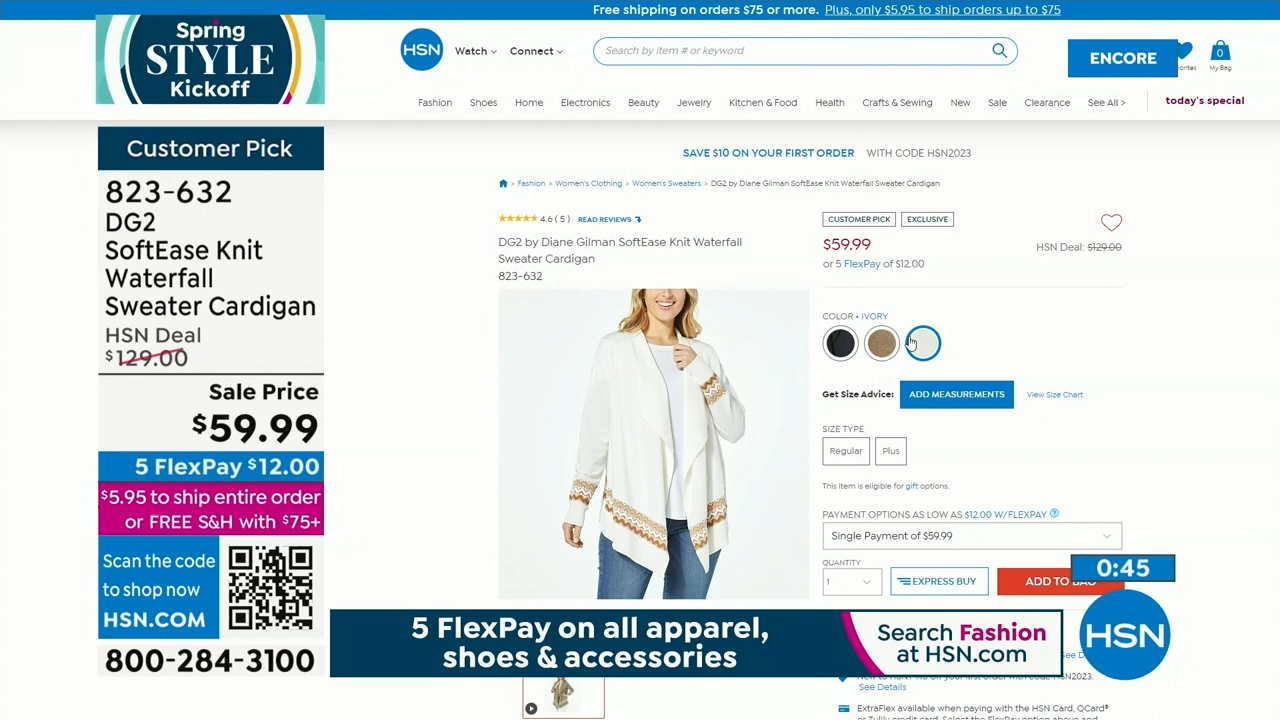 Free shipping on orders $75 or more. Plus, only $5.95 to ship orders up to $75
Spring
STYLE
Kickoff
HSN
Watch
Connect
Search by item # or keyword
ENCORE
0
My Bag
Fashion
Shoes
Home
Electronics
Beauty
Jewelry
Kitchen & Food
Health
Crafts & Sewing
New
Sale
Clearance
See All >
today's special
Customer Pick
823-632
DG2
SoftEase Knit
Waterfall
Sweater Cardigan
HSN Deal
$129.00
Sale Price
$59.99
5 FlexPay $12.00
$5.95 to ship entire order
or FREE S&H with $75+
Scan the code
to shop now
HSN.COM
800-284-3100
SAVE $10 ON YOUR FIRST ORDER WITH CODE HSN2023
> Fashion > Women's Clothing > Women's Sweaters > DG2 by Diane Gilman SoftEase Knit Waterfall Sweater Cardigan
4.6 ( 5 ) READ REVIEWS
DG2 by Diane Gilman SoftEase Knit Waterfall
Sweater Cardigan
823-632
CUSTOMER PICK
EXCLUSIVE
$59.99
HSN Deal: $129.00
or 5 FlexPay of $12.00
COLOR • IVORY
Get Size Advice: ADD MEASUREMENTS View Size Chart
SIZE TYPE
Regular
Plus
This item is eligible for gift options.
PAYMENT OPTIONS AS LOW AS $12.00 W/FLEXPAY
Single Payment of $59.99
QUANTITY
1
EXPRESS BUY
ADD TO BAG
0:45
5 FlexPay on all apparel,
shoes & accessories
Search Fashion
at HSN.com
HSN
See Details
ExtraFlex available when paying with the HSN Card, QCard®